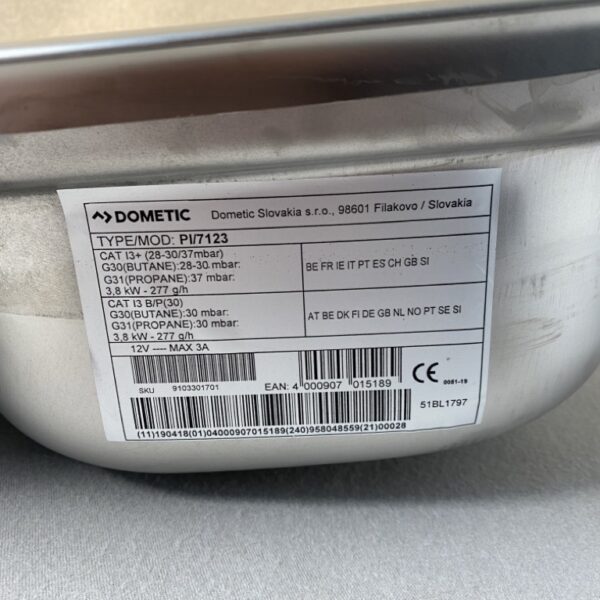 DOMETIC Dometic Slovakia s.r.o., 98601 Filakovo / Slovakia
TYPE/MOD: PI/7123
CAT I3+ (28-30/37mbar)
G30(BUTANE):28-30 mbar:
G31(PROPANE):37 mbar:
3,8 kW - 277 g/h
BE FR IE IT PT ES CH GB SI
CAT I3 B/P(30)
G30(BUTANE):30 mbar:
G31(PROPANE):30 mbar:
3,8 kW - 277 g/h
AT BE DK FI DE GB NL NO PT SE SI
12V ---- MAX 3A
SKU 9103301701
EAN: 4 000907 015189
CE 0051-19
51BL1797
(11)190418(01)04000907015189(240)958048559(21)00028